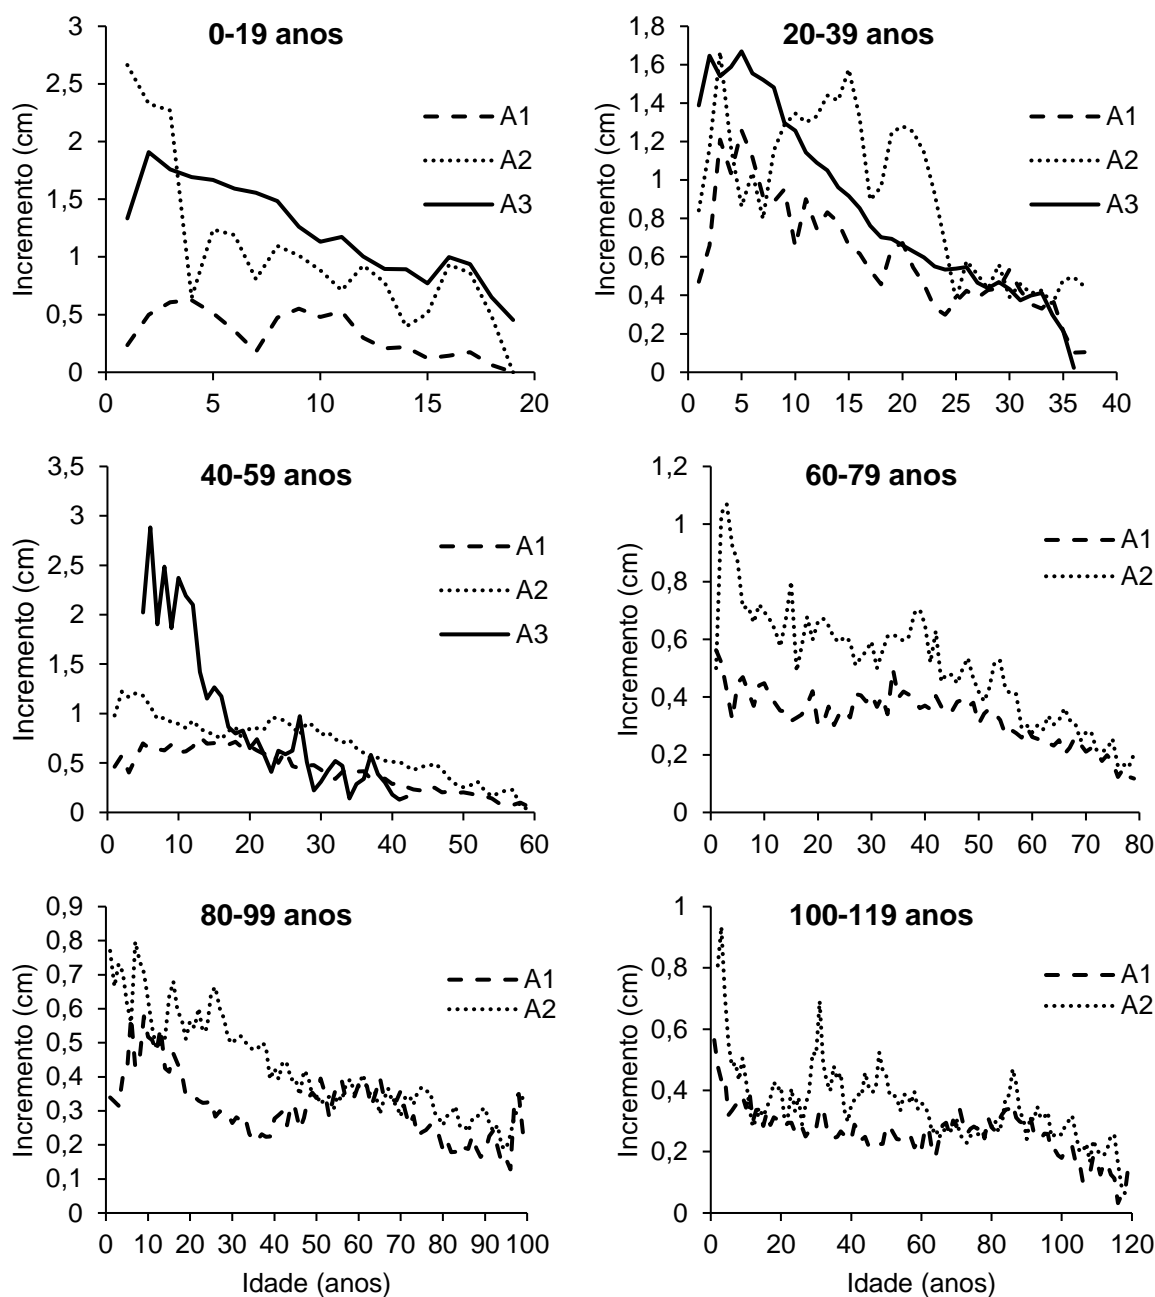 0-19 anos
Incremento (cm)
3
2,5
2
1,5
1
0,5
0
0 5 10 15 20
A1
A2
A3
20-39 anos
Incremento (cm)
1,8
1,6
1,4
1,2
1
0,8
0,6
0,4
0,2
0
0 5 10 15 20 25 30 35 40
A1
A2
A3
40-59 anos
Incremento (cm)
3,5
3
2,5
2
1,5
1
0,5
0
0 10 20 30 40 50 60
A1
A2
A3
60-79 anos
Incremento (cm)
1,2
1
0,8
0,6
0,4
0,2
0
0 10 20 30 40 50 60 70 80
A1
A2
80-99 anos
Incremento (cm)
0,9
0,8
0,7
0,6
0,5
0,4
0,3
0,2
0,1
0
0 10 20 30 40 50 60 70 80 90 100
Idade (anos)
A1
A2
100-119 anos
Incremento (cm)
1
0,8
0,6
0,4
0,2
0
0 20 40 60 80 100 120
Idade (anos)
A1
A2